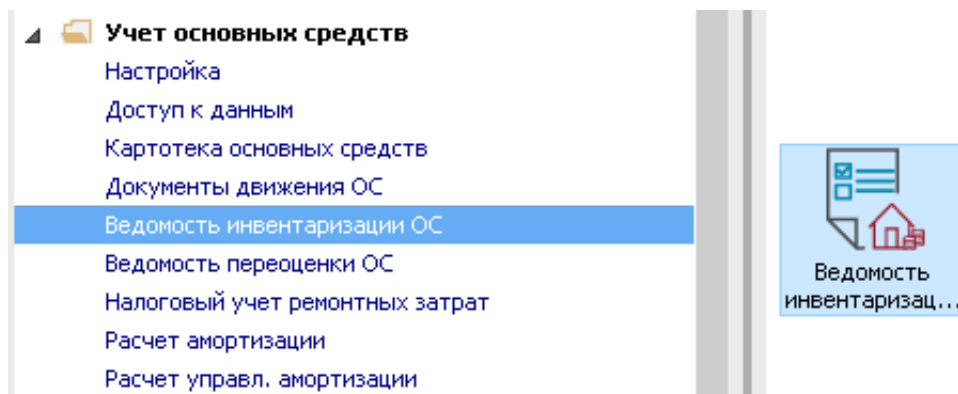 Учет основных средств
Настройка
Доступ к данным
Картотека основных средств
Документы движения ОС
Ведомость инвентаризации ОС
Ведомость переоценки ОС
Налоговый учет ремонтных затрат
Расчет амортизации
Расчет управл. амортизации
Ведомость
инвентаризац...